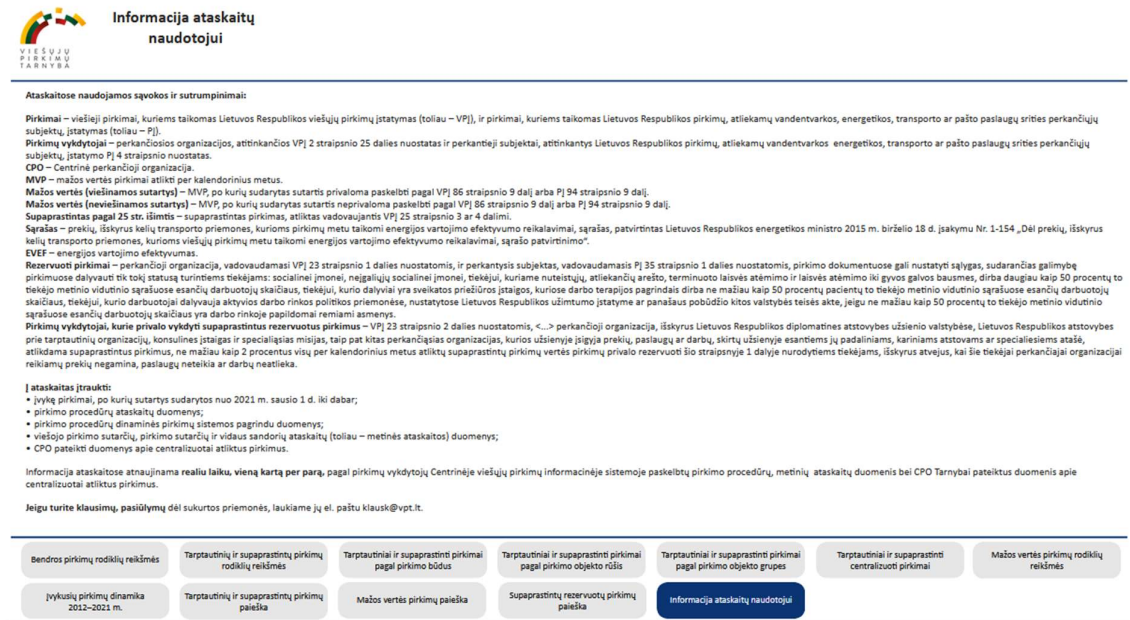 VIEŠŲJŲ
PIRKIMŲ
TARNYBA
Informacija ataskaitų
naudotojui
Ataskaitose naudojamos sąvokos ir sutrumpinimai:
Pirkimai – viešieji pirkimai, kuriems taikomas Lietuvos Respublikos viešųjų pirkimų įstatymas (toliau – VPĮ), ir pirkimai, kuriems taikomas Lietuvos Respublikos pirkimų, atliekamų vandentvarkos, energetikos, transporto ar pašto paslaugų srities perkančiųjų
subjektų, įstatymas (toliau – PĮ).
Pirkimų vykdytojai – perkančiosios organizacijos, atitinkančios VPĮ 2 straipsnio 25 dalies nuostatas ir perkantieji subjektai, atitinkantys Lietuvos Respublikos pirkimų, atliekamų vandentvarkos energetikos, transporto ar pašto paslaugų srities perkančiųjų
subjektų, įstatymo PĮ 4 straipsnio nuostatas.
CPO – Centrinė perkančioji organizacija.
MVP – mažos vertės pirkimai atlikti per kalendorinius metus.
Mažos vertės (viešinamos sutartys) – MVP, po kurių sudarytas sutartis privaloma paskelbti pagal VPĮ 86 straipsnio 9 dalį arba PĮ 94 straipsnio 9 dalį.
Mažos vertės (neviešinamos sutartys) – MVP, po kurių sudarytas sutartis neprivaloma paskelbti pagal VPĮ 86 straipsnio 9 dalį arba PĮ 94 straipsnio 9 dalį.
Supaprastintas pagal 25 str. išimtis – supaprastintas pirkimas, atliktas vadovaujantis VPĮ 25 straipsnio 3 ar 4 dalimi.
Sąrašas – prekių, išskyrus kelių transporto priemones, kurioms pirkimų metu taikomi energijos vartojimo efektyvumo reikalavimai, sąrašas, patvirtintas Lietuvos Respublikos energetikos ministro 2015 m. birželio 18 d. įsakymu Nr. 1-154 „Dėl prekių, išskyrus
kelių transporto priemones, kurioms viešųjų pirkimų metu taikomi energijos vartojimo efektyvumo reikalavimai, sąrašo patvirtinimo“.
EVEF – energijos vartojimo efektyvumas.
Rezervuoti pirkimai – perkančioji organizacija, vadovaudamasi VPĮ 23 straipsnio 1 dalies nuostatomis, ir perkantysis subjektas, vadovaudamasis PĮ 35 straipsnio 1 dalies nuostatomis, pirkimo dokumentuose gali nustatyti sąlygas, sudarančias galimybę
pirkimuose dalyvauti tik tokį statusą turintiems tiekėjams: socialinei įmonei, neįgaliųjų socialinei įmonei, tiekėjui, kuriame nuteistųjų, atliekančių arešto, terminuoto laisvės atėmimo ir laisvės atėmimo iki gyvos galvos bausmes, dirba daugiau kaip 50 procentų to
tiekėjo metinio vidutinio sąrašuose esančių darbuotojų skaičiaus, tiekėjui, kurio dalyviai yra sveikatos priežiūros įstaigos, kuriose darbo terapijos pagrindais dirba ne mažiau kaip 50 procentų pacientų to tiekėjo metinio vidutinio sąrašuose esančių darbuotojų
skaičiaus, tiekėjui, kurio darbuotojai dalyvauja aktyvios darbo rinkos politikos priemonėse, nustatytose Lietuvos Respublikos užimtumo įstatyme ar panašaus pobūdžio kitos valstybės teisės akte, jeigu ne mažiau kaip 50 procentų to tiekėjo metinio vidutinio
sąrašuose esančių darbuotojų skaičiaus yra darbo rinkoje papildomai remiami asmenys.
Pirkimų vykdytojai, kurie privalo vykdyti supaprastintus rezervuotus pirkimus – VPĮ 23 straipsnio 2 dalies nuostatomis, <...> perkančioji organizacija, išskyrus Lietuvos Respublikos diplomatines atstovybes užsienio valstybėse, Lietuvos Respublikos atstovybes
prie tarptautinių organizacijų, konsulines įstaigas ir specialiąsias misijas, taip pat kitas perkančiąsias organizacijas, kurios užsienyje įsigyja prekių, paslaugų ar darbų, skirtų užsienyje esantiems jų padaliniams, kariniams atstovams ar specialiesiems atašė,
atlikdama supaprastintus pirkimus, ne mažiau kaip 2 procentus visų per kalendorinius metus atliktų supaprastintų pirkimų vertės pirkimų privalo rezervuoti šio straipsnyje 1 dalyje nurodytiems tiekėjams, išskyrus atvejus, kai šie tiekėjai perkančiajai organizacijai
reikiamų prekių negamina, paslaugų neteikia ar darbų neatlieka.
Į ataskaitas įtraukti:
• įvykę pirkimai, po kurių sutartys sudarytos nuo 2021 m. sausio 1 d. iki dabar;
• pirkimo procedūrų ataskaitų duomenys;
• pirkimo procedūrų dinaminės pirkimų sistemos pagrindu duomenys;
• viešojo pirkimo sutarčių, pirkimo sutarčių ir vidaus sandorių ataskaitų (toliau – metinės ataskaitos) duomenys;
• CPO pateikti duomenys apie centralizuotai atliktus pirkimus.
Informacija ataskaitose atnaujinama realiu laiku, vieną kartą per parą, pagal pirkimų vykdytojų Centrinėje viešųjų pirkimų informacinėje sistemoje paskelbtų pirkimo procedūrų, metinių ataskaitų duomenis bei CPO Tarnybai pateiktus duomenis apie
centralizuotai atliktus pirkimus.
Jeigu turite klausimų, pasiūlymų dėl sukurtos priemonės, laukiame jų el. paštu klausk@vpt.lt.
Bendros pirkimų rodiklių reikšmės
Tarptautinių ir supaprastintų pirkimų
rodiklių reikšmės
Tarptautiniai ir supaprastinti pirkimai
pagal pirkimo būdus
Tarptautiniai ir supaprastinti pirkimai
pagal pirkimo objekto rūšis
Tarptautiniai ir supaprastinti pirkimai
pagal pirkimo objekto grupes
Tarptautiniai ir supaprastinti
centralizuoti pirkimai
Mažos vertės pirkimų rodiklių
reikšmės
Įvykusių pirkimų dinamika
2012–2021 m.
Tarptautinių ir supaprastintų pirkimų
paieška
Mažos vertės pirkimų paieška
Supaprastintų rezervuotų pirkimų
paieška
Informacija ataskaitų naudotojui